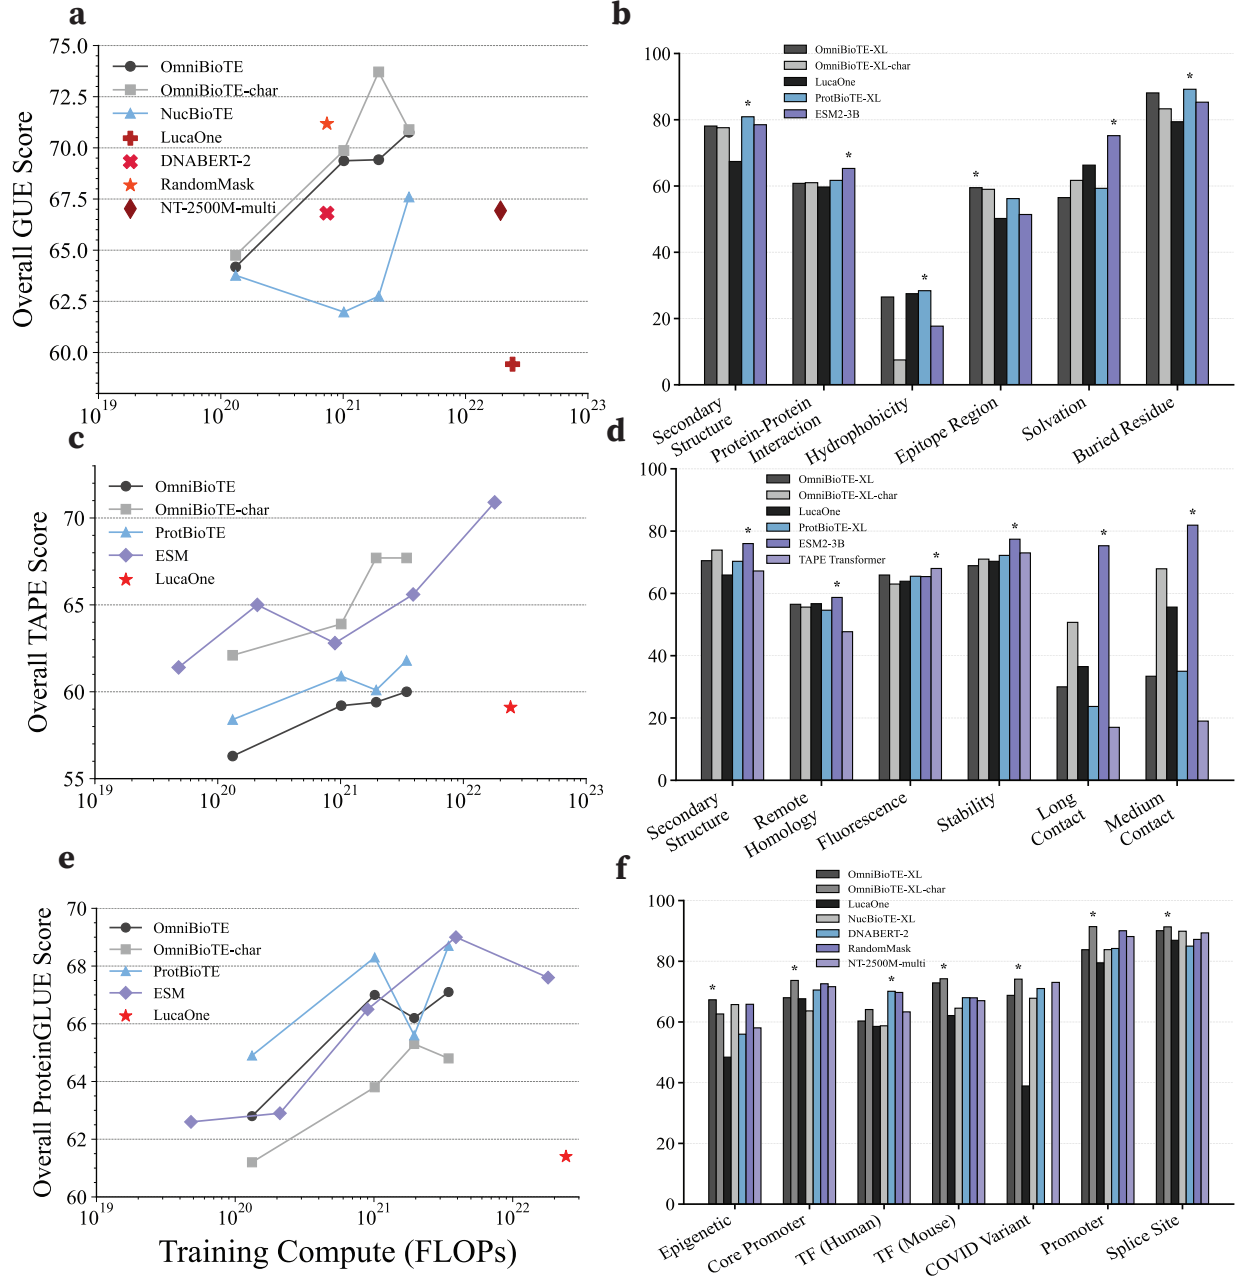 a
75.0
72.5
70.0
67.5
65.0
62.5
60.0
Overall GUE Score
OmniBioTE
OmniBioTE-char
NucBioTE
LucaOne
DNABERT-2
RandomMask
NT-2500M-multi
10^19
10^20
10^21
10^22
10^23
b
100
80
60
40
20
0
OmniBioTE-XL
OmniBioTE-XL-char
LucaOne
ProtBioTE-XL
ESM2-3B
*
*
*
*
*
*
Secondary
Structure
Protein-Protein
Interaction
Hydrophobicity
Epitope Region
Solvation
Buried Residue
c
70
65
60
55
Overall TAPE Score
OmniBioTE
OmniBioTE-char
ProtBioTE
ESM
LucaOne
10^19
10^20
10^21
10^22
10^23
d
100
80
60
40
20
0
OmniBioTE-XL
OmniBioTE-XL-char
LucaOne
ProtBioTE-XL
ESM2-3B
TAPE Transformer
*
*
*
*
*
*
Secondary
Structure
Remote
Homology
Fluorescence
Stability
Long
Contact
Medium
Contact
e
70
68
66
64
62
60
Overall ProteinGLUE Score
OmniBioTE
OmniBioTE-char
ProtBioTE
ESM
LucaOne
10^19
10^20
10^21
10^22
Training Compute (FLOPs)
f
100
80
60
40
20
0
OmniBioTE-XL
OmniBioTE-XL-char
LucaOne
NucBioTE-XL
DNABERT-2
RandomMask
NT-2500M-multi
*
*
*
*
*
*
*
Epigenetic
Core Promoter
TF (Human)
TF (Mouse)
COVID Variant
Promoter
Splice Site